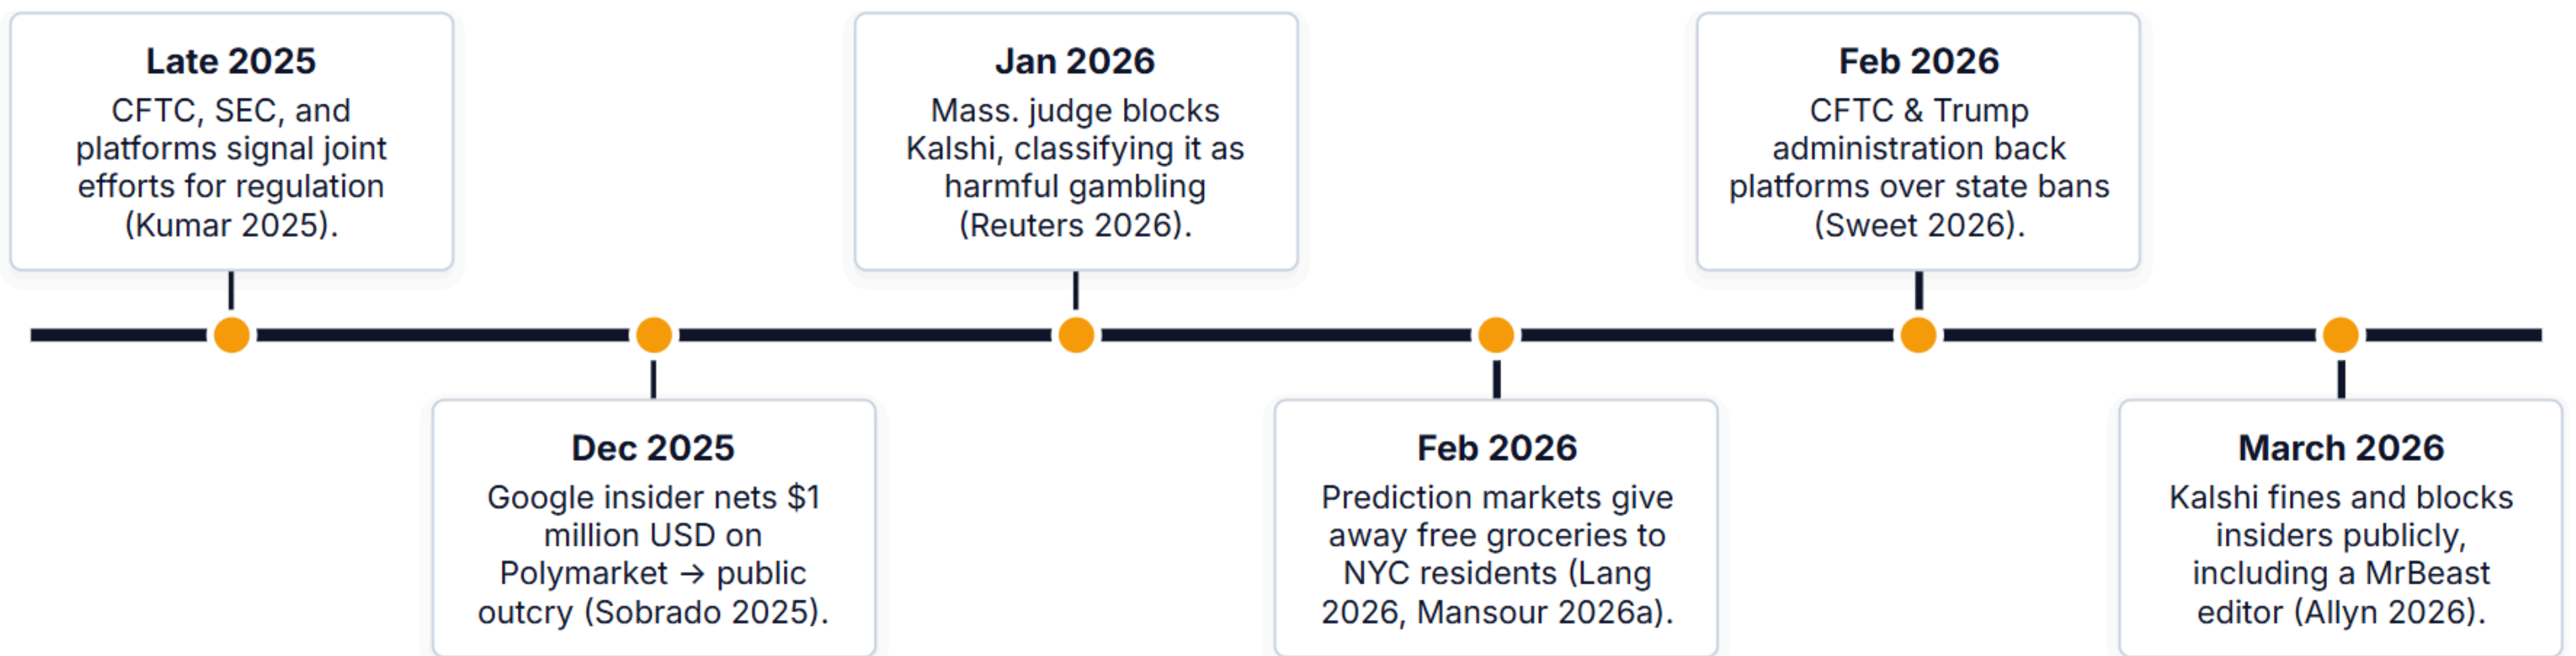 Late 2025
CFTC, SEC, and
platforms signal joint
efforts for regulation
(Kumar 2025).
Dec 2025
Google insider nets $1
million USD on
Polymarket → public
outcry (Sobrado 2025).
Jan 2026
Mass. judge blocks
Kalshi, classifying it as
harmful gambling
(Reuters 2026).
Feb 2026
Prediction markets give
away free groceries to
NYC residents (Lang
2026, Mansour 2026a).
Feb 2026
CFTC & Trump
administration back
platforms over state bans
(Sweet 2026).
March 2026
Kalshi fines and blocks
insiders publicly,
including a MrBeast
editor (Allyn 2026).